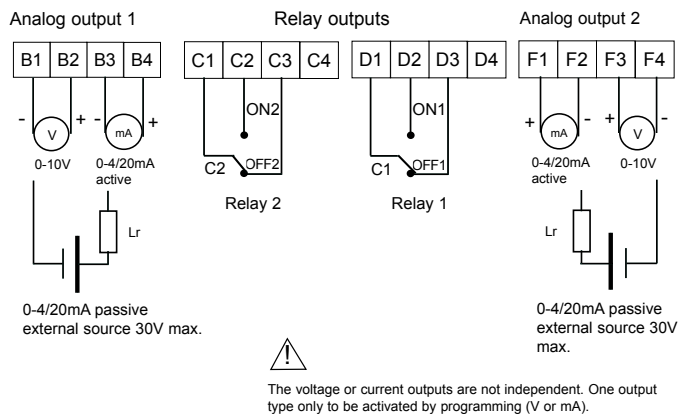 Analog output 1
Relay outputs
Analog output 2
B1 B2 B3 B4
C1 C2 C3 C4
D1 D2 D3 D4
F1 F2 F3 F4
- V + - mA +
ON2
ON1
+ mA - + V -
0-10V
0-4/20mA
active
C2 OFF2
C1 OFF1
0-4/20mA
active
0-10V
Relay 2
Relay 1
Lr
Lr
0-4/20mA passive
external source 30V max.
0-4/20mA passive
external source 30V
max.
!
The voltage or current outputs are not independent. One output
type only to be activated by programming (V or mA).